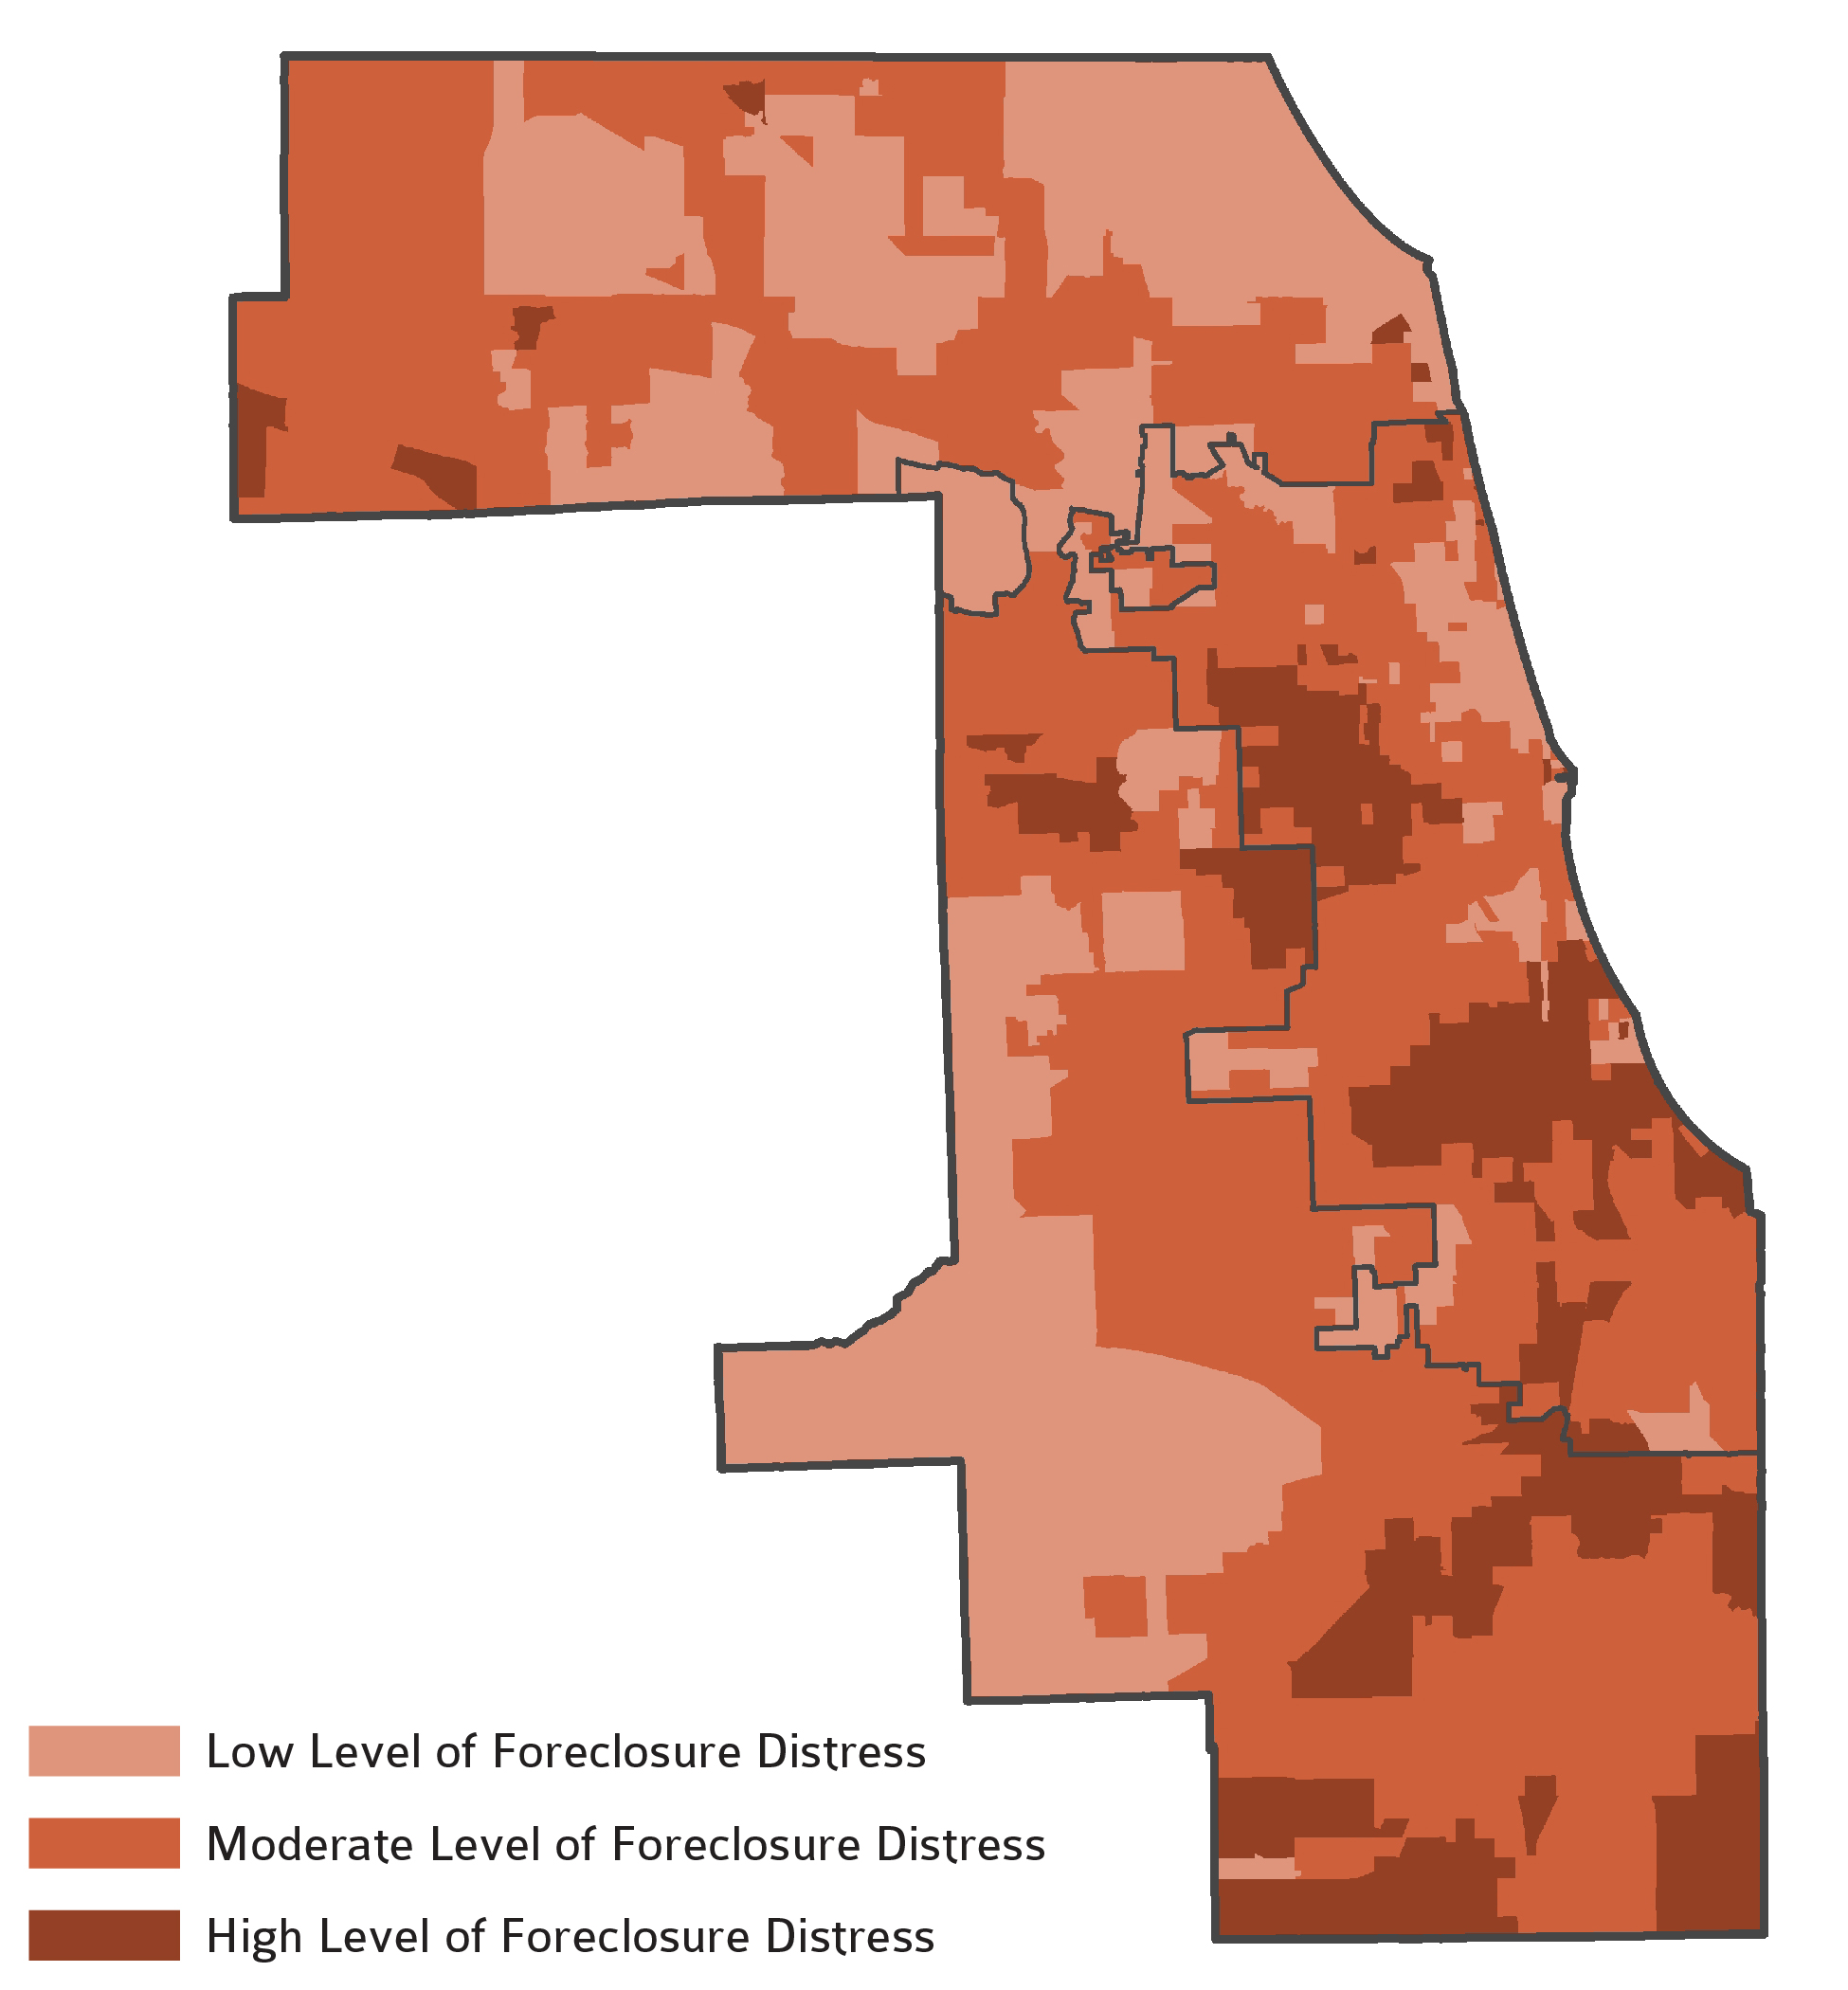 Low Level of Foreclosure Distress
Moderate Level of Foreclosure Distress
High Level of Foreclosure Distress